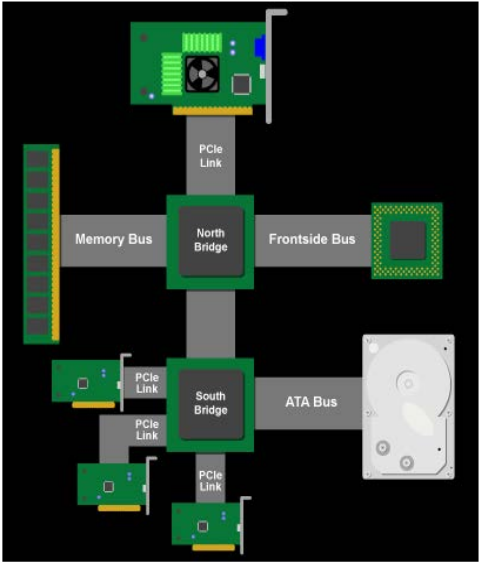 PCIe
Link
Memory Bus
North
Bridge
Frontside Bus
PCIe
Link
South
Bridge
ATA Bus
PCIe
Link
PCIe
Link